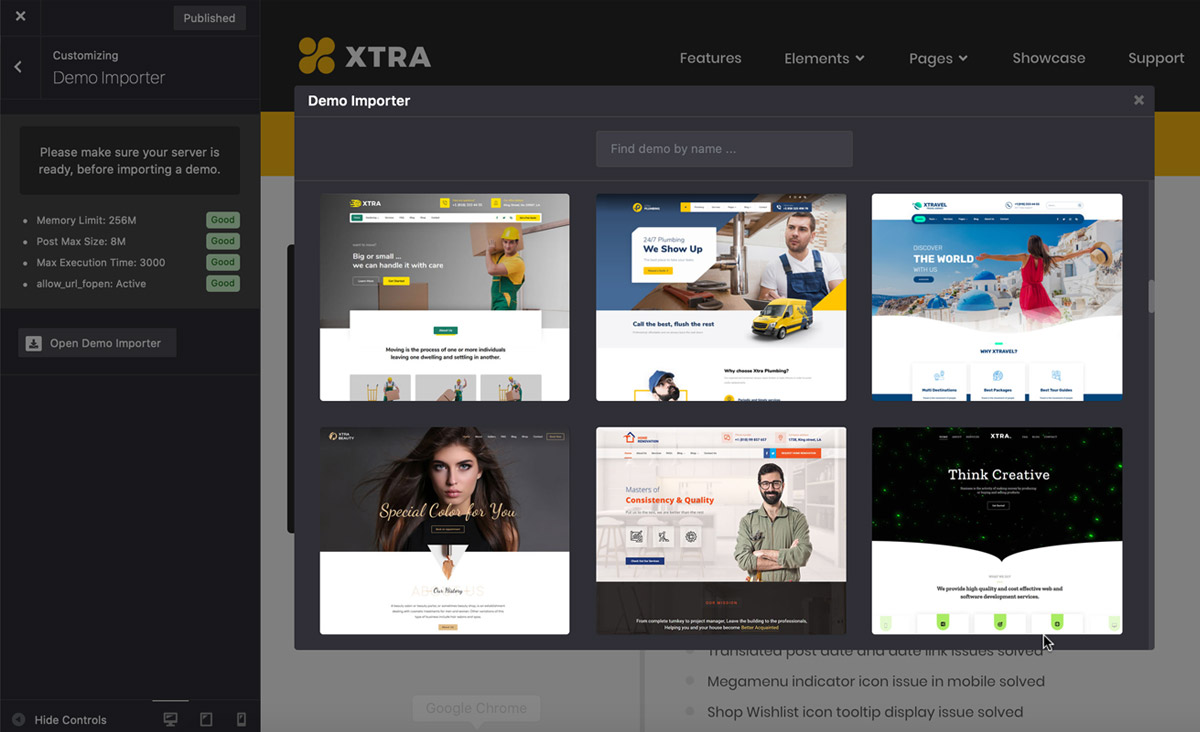 Published
Customizing
Demo Importer
Please make sure your server is
ready, before importing a demo.
Memory Limit: 256M Good
Post Max Size: 8M Good
Max Execution Time: 3000 Good
allow_url_fopen: Active Good
Open Demo Importer
Hide Controls
XTRA
Features Elements Pages Showcase Support
Demo Importer
Find demo by name ...
XTRA
Big or small ...
we can handle it with care
Learn More
ABOUT US
Moving is the process of one or more individuals
leaving one dwelling and settling in another.
PLUMBING
24/7 Plumbing
We Show Up
Call the best, flush the rest
Why choose Xtra Plumbing?
XTRAVEL
DISCOVER
THE WORLD
WITH US
WHY XTRAVEL?
Multi Destinations
Best Packages
Best Tour Guides
XTRA
BEAUTY
Special Color for You
ABOUT US
Our History
HOME
RENOVATION
Masters of
Consistency & Quality
OUR MISSION
From complete turnkey to project manager, Leave the building to the professionals,
Helping you and your house become Better Acquainted
XTRA.
Think Creative
We provide high quality and cost effective web and
software development services.
Translated post date and date link issues solved
Megamenu indicator icon issue in mobile solved
Shop Wishlist icon tooltip display issue solved
Google Chrome